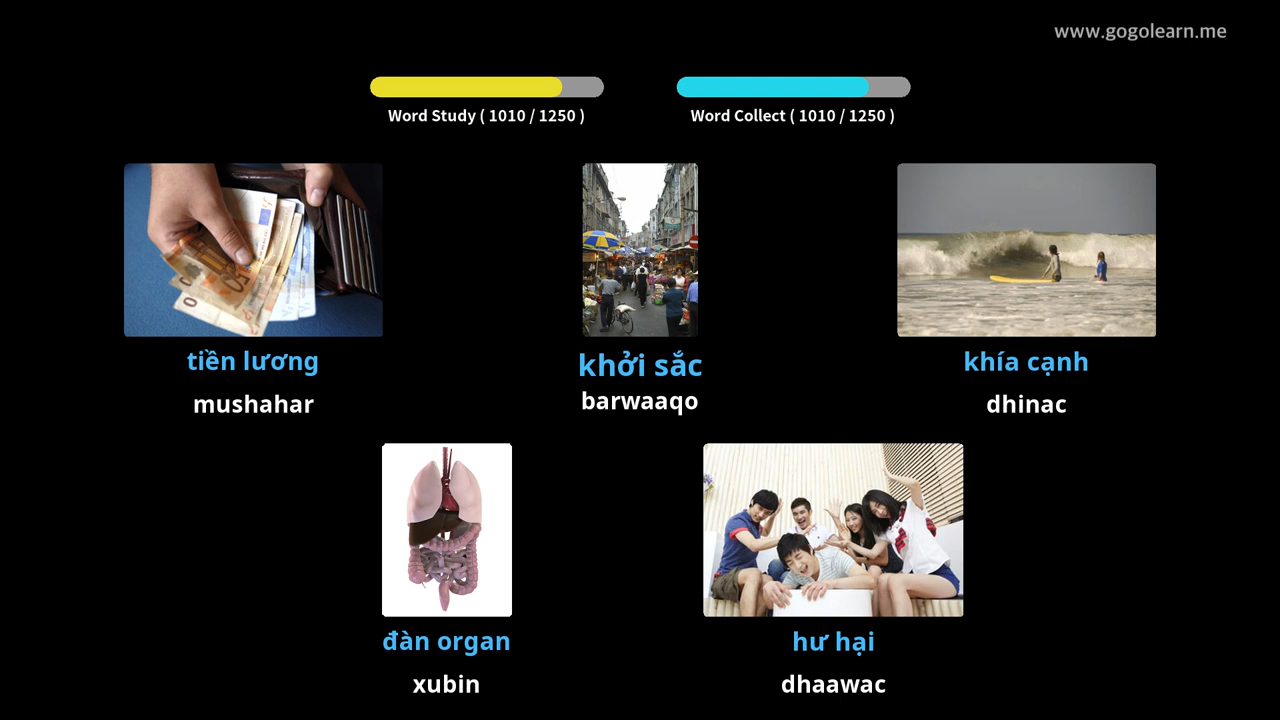 www.gogolearn.me
Word Study ( 1010 / 1250 )
Word Collect ( 1010 / 1250 )
tiền lương
mushahar
khởi sắc
barwaaqo
khía cạnh
dhinac
đàn organ
xubin
hư hại
dhaawac